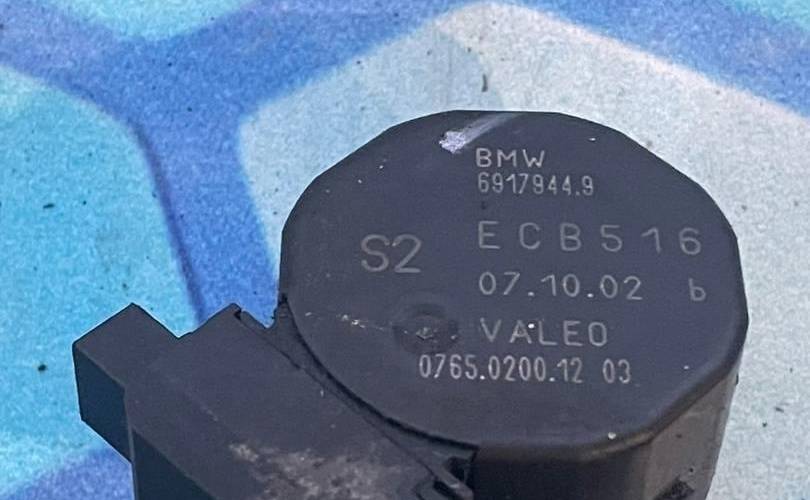 BMW
6917944.9
S2 ECB516
07.10.02 b
VALEO
0765.0200.12 03